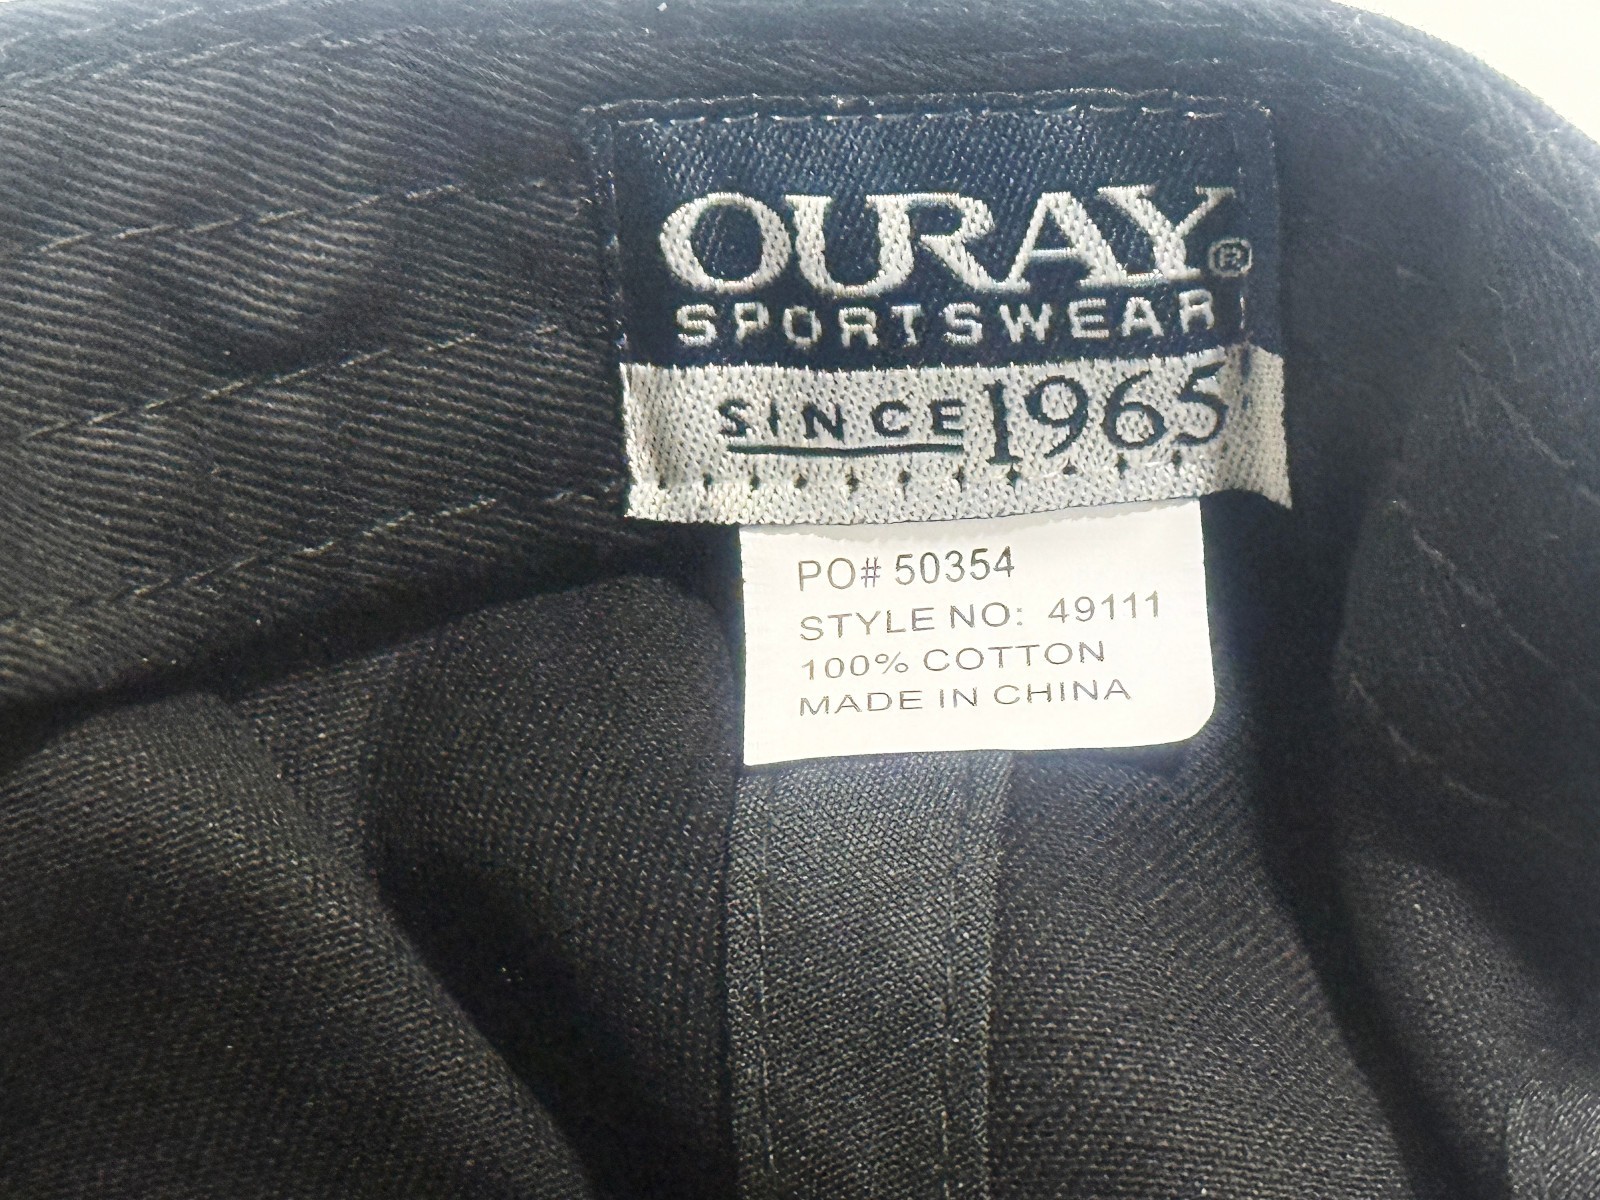 OURAY®
SPORTSWEAR
SINCE 1965
PO# 50354
STYLE NO: 49111
100% COTTON
MADE IN CHINA